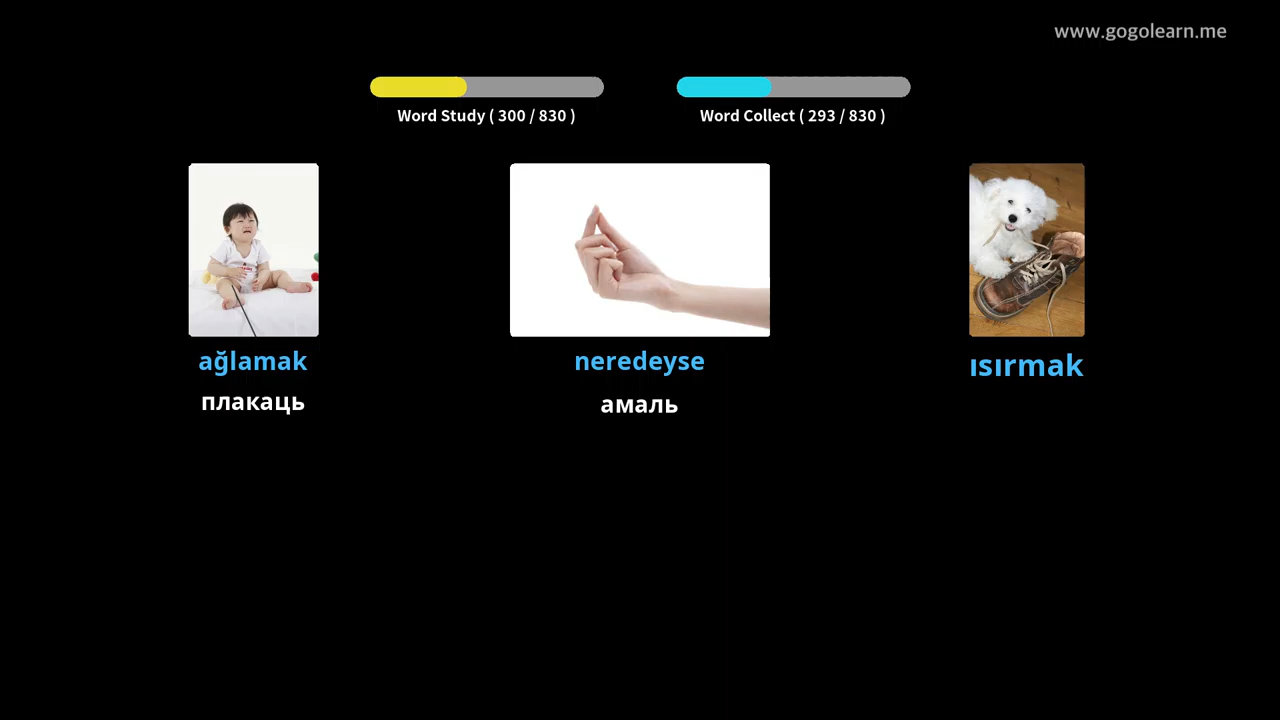 www.gogolearn.me
Word Study ( 300 / 830 )
Word Collect ( 293 / 830 )
ağlamak
neredeyse
ısırmak
плакаць
амаль